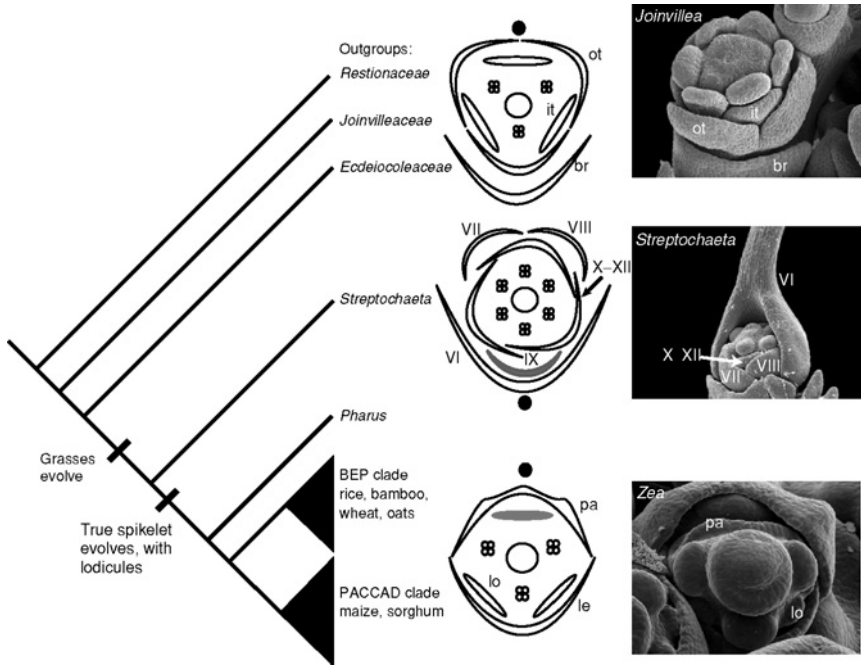 Outgroups:
Restionaceae
Joinvilleaceae
Ecdeiocoleaceae
Streptochaeta
Pharus
BEP clade
rice, bamboo,
wheat, oats
PACCAD clade
maize, sorghum
Grasses
evolve
True spikelet
evolves, with
lodicules
ot
it
br
VII
VIII
X–XII
VI
IX
pa
lo
le
Joinvillea
it
ot
br
Streptochaeta
VI
X XII
VII
VIII
Zea
pa
lo